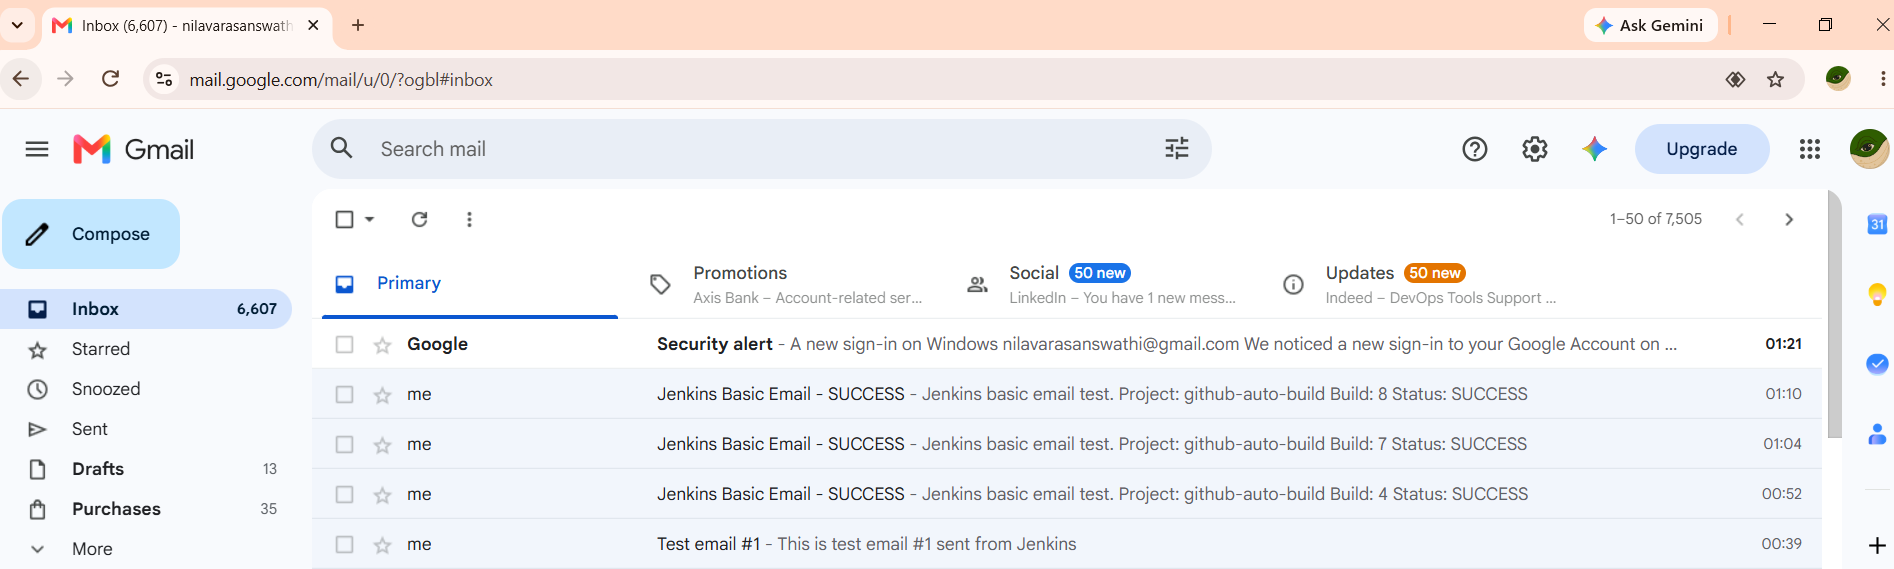 Inbox (6,607) - nilavarasanswath
Ask Gemini
mail.google.com/mail/u/0/?ogbl#inbox
Gmail
Search mail
Upgrade
Compose
1–50 of 7,505
31
Primary
Promotions
Axis Bank – Account-related ser...
Social 50 new
LinkedIn – You have 1 new mess...
Updates 50 new
Indeed – DevOps Tools Support ...
Inbox 6,607
Starred
Snoozed
Sent
Drafts 13
Purchases 35
More
Google Security alert - A new sign-in on Windows nilavarasanswathi@gmail.com We noticed a new sign-in to your Google Account on ... 01:21
me Jenkins Basic Email - SUCCESS - Jenkins basic email test. Project: github-auto-build Build: 8 Status: SUCCESS 01:10
me Jenkins Basic Email - SUCCESS - Jenkins basic email test. Project: github-auto-build Build: 7 Status: SUCCESS 01:04
me Jenkins Basic Email - SUCCESS - Jenkins basic email test. Project: github-auto-build Build: 4 Status: SUCCESS 00:52
me Test email #1 - This is test email #1 sent from Jenkins 00:39